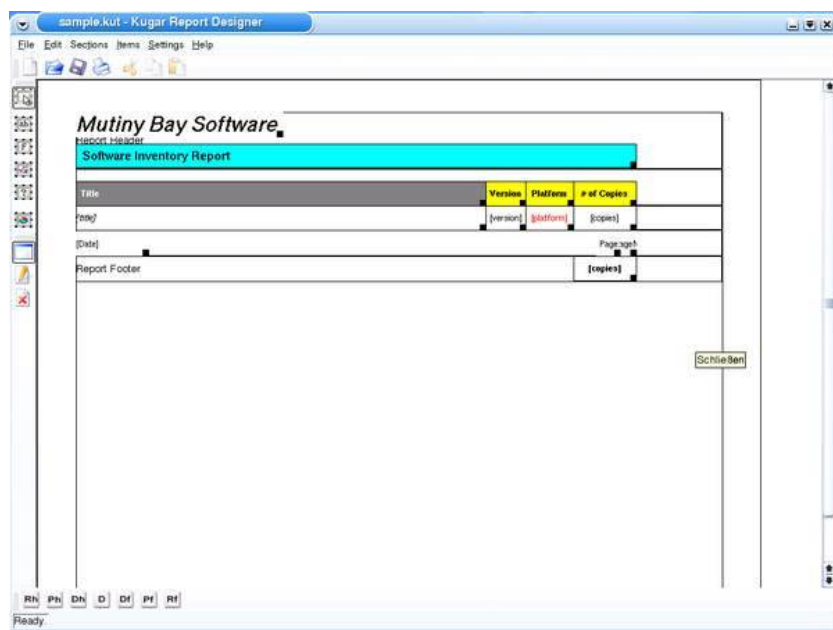 sample.kut - Kugar Report Designer
File Edit Sections Items Settings Help
Mutiny Bay Software
Report Header
Software Inventory Report
Title Version Platform # of Copies
[title] [version] [platform] [copies]
[Date] Page
Report Footer [copies]
Schließen
Rh Ph Dh D Df Pf Rf
Ready.